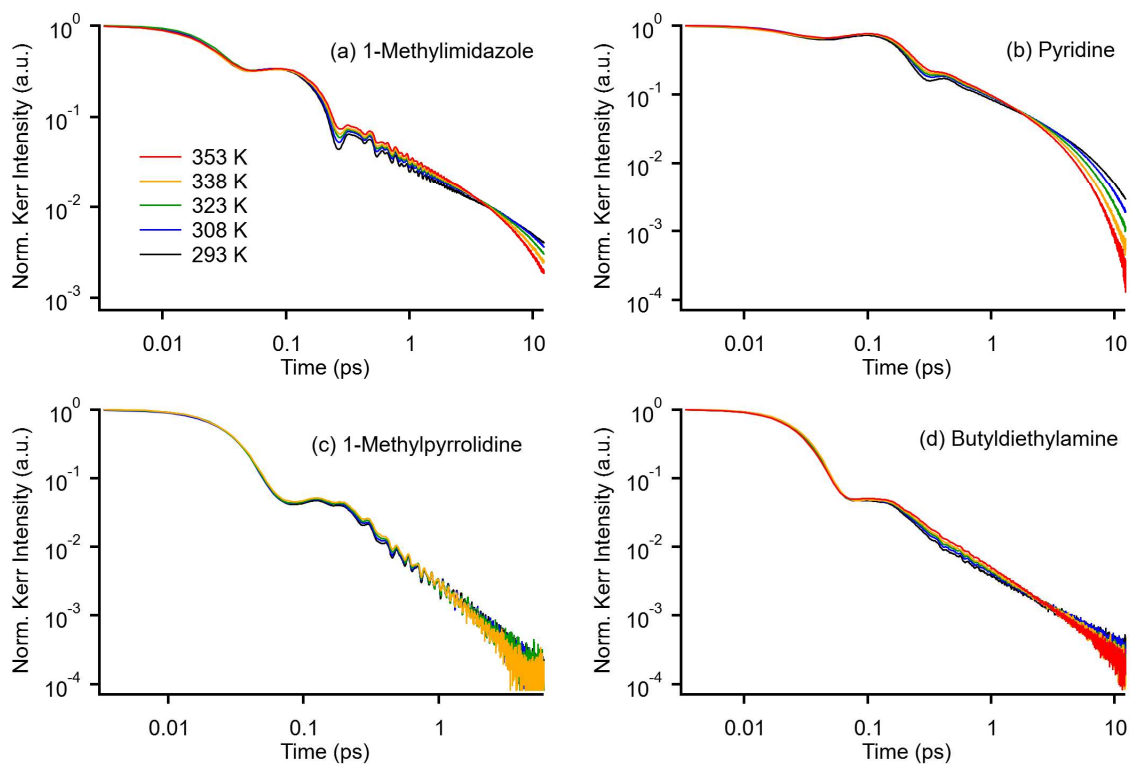 (a) 1-Methylimidazole
Norm. Kerr Intensity (a.u.)
10^0
10^-1
10^-2
10^-3
353 K
338 K
323 K
308 K
293 K
0.01 0.1 1 10
Time (ps)
(b) Pyridine
Norm. Kerr Intensity (a.u.)
10^0
10^-1
10^-2
10^-3
10^-4
0.01 0.1 1 10
Time (ps)
(c) 1-Methylpyrrolidine
Norm. Kerr Intensity (a.u.)
10^0
10^-1
10^-2
10^-3
10^-4
0.01 0.1 1
Time (ps)
(d) Butyldiethylamine
Norm. Kerr Intensity (a.u.)
10^0
10^-1
10^-2
10^-3
10^-4
0.01 0.1 1 10
Time (ps)